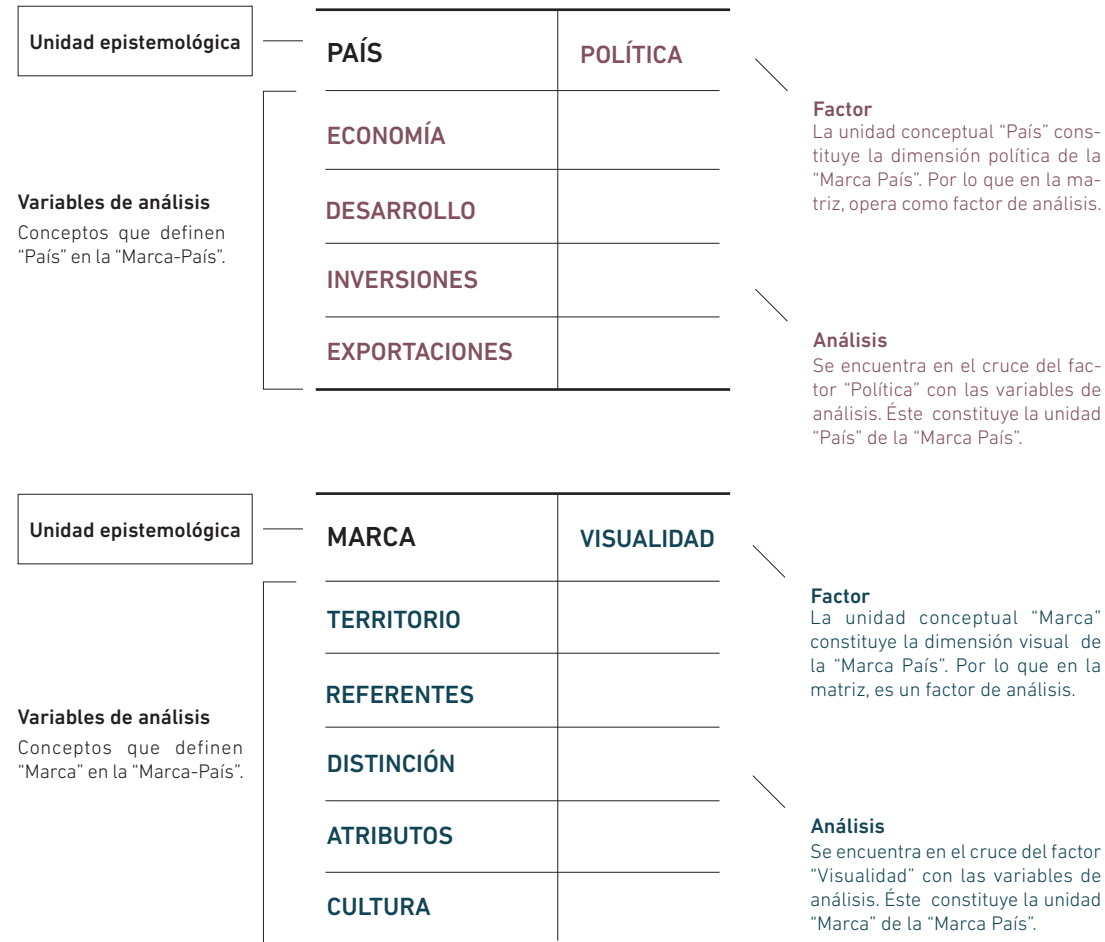 Unidad epistemológica
PAÍS
POLÍTICA
ECONOMÍA
DESARROLLO
INVERSIONES
EXPORTACIONES
Variables de análisis
Conceptos que definen
“País” en la “Marca-País”.
Factor
La unidad conceptual “País” cons-
tituye la dimensión política de la
“Marca País”. Por lo que en la ma-
triz, opera como factor de análisis.
Análisis
Se encuentra en el cruce del fac-
tor “Política” con las variables de
análisis. Éste constituye la unidad
“País” de la “Marca País”.
Unidad epistemológica
MARCA
VISUALIDAD
TERRITORIO
REFERENTES
DISTINCIÓN
ATRIBUTOS
CULTURA
Variables de análisis
Conceptos que definen
“Marca” en la “Marca-País”.
Factor
La unidad conceptual “Marca”
constituye la dimensión visual de
la “Marca País”. Por lo que en la
matriz, es un factor de análisis.
Análisis
Se encuentra en el cruce del factor
“Visualidad” con las variables de
análisis. Éste constituye la unidad
“Marca” de la “Marca País”.